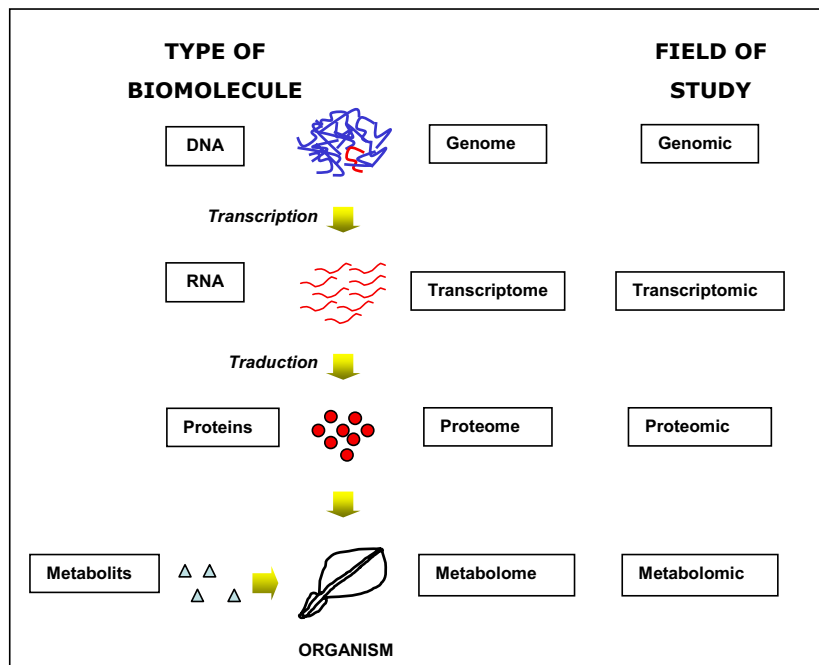 TYPE OF
BIOMOLECULE
FIELD OF
STUDY
DNA
Genome
Genomic
Transcription
RNA
Transcriptome
Transcriptomic
Traduction
Proteins
Proteome
Proteomic
Metabolits
Metabolome
Metabolomic
ORGANISM